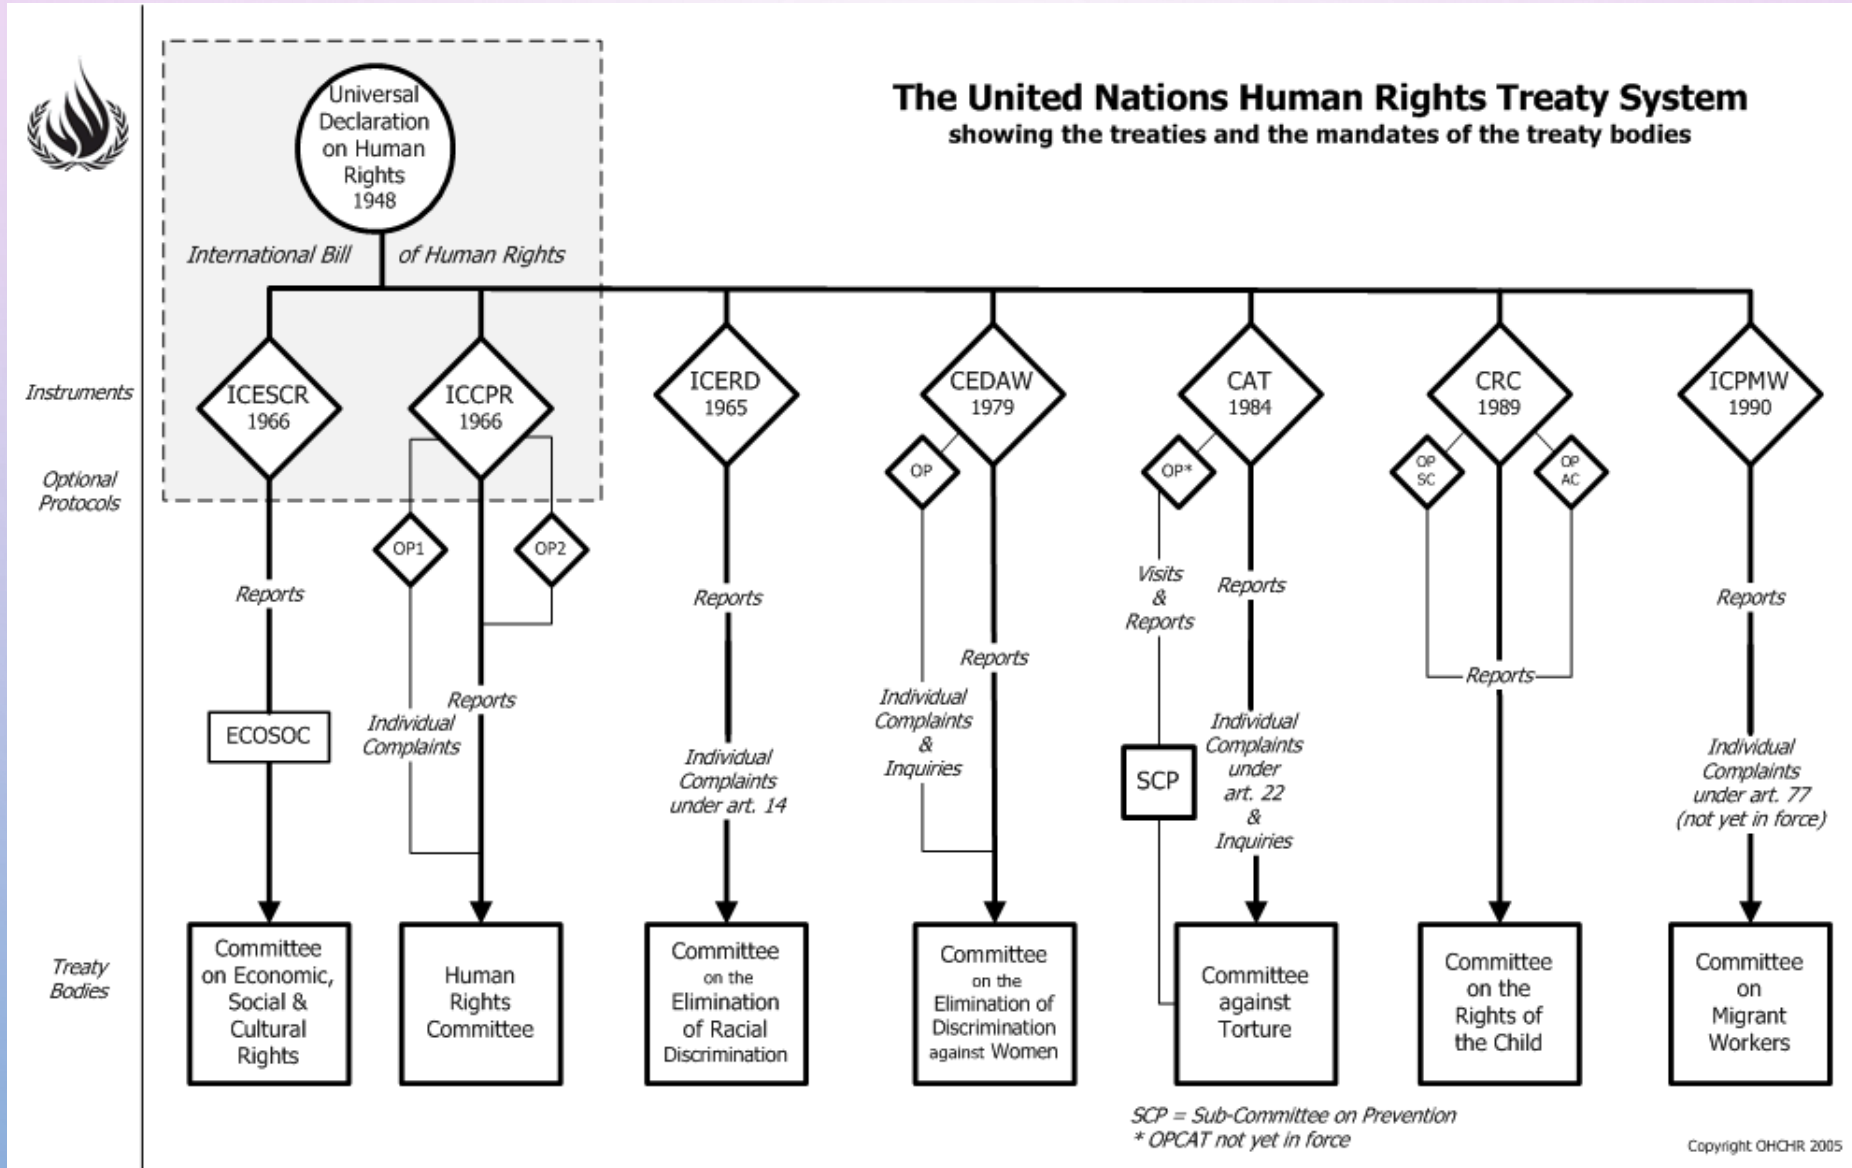 The United Nations Human Rights Treaty System
showing the treaties and the mandates of the treaty bodies
Universal
Declaration
on Human
Rights
1948
International Bill of Human Rights
Instruments
ICESCR
1966
ICCPR
1966
ICERD
1965
CEDAW
1979
CAT
1984
CRC
1989
ICPMW
1990
Optional
Protocols
OP1
OP2
OP
OP*
OP
SC
OP
AC
Reports
ECOSOC
Individual
Complaints
Reports
Reports
Individual
Complaints
under art. 14
Individual
Complaints
&
Inquiries
Reports
Visits
&
Reports
SCP
Reports
Individual
Complaints
under
art. 22
&
Inquiries
Reports
Reports
Individual
Complaints
under art. 77
(not yet in force)
Treaty
Bodies
Committee
on Economic,
Social &
Cultural
Rights
Human
Rights
Committee
Committee
on the
Elimination
of Racial
Discrimination
Committee
on the
Elimination of
Discrimination
against Women
Committee
against
Torture
Committee
on the
Rights of
the Child
Committee
on
Migrant
Workers
SCP = Sub-Committee on Prevention
* OPCAT not yet in force
Copyright OHCHR 2005